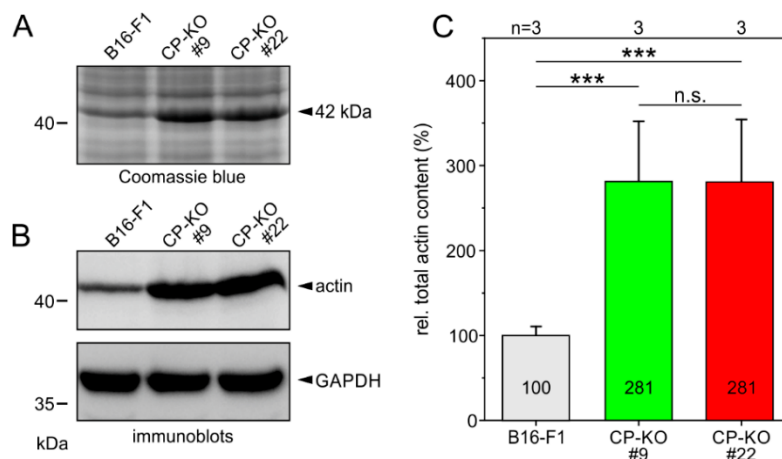 A
B16-F1
CP-KO
#9
CP-KO
#22
40
42 kDa
Coomassie blue
B
B16-F1
CP-KO
#9
CP-KO
#22
40
actin
35
GAPDH
kDa
immunoblots
C
n=3 3 3
***
***
n.s.
rel. total actin content (%)
400
300
200
100
0
100 281 281
B16-F1 CP-KO CP-KO
#9 #22